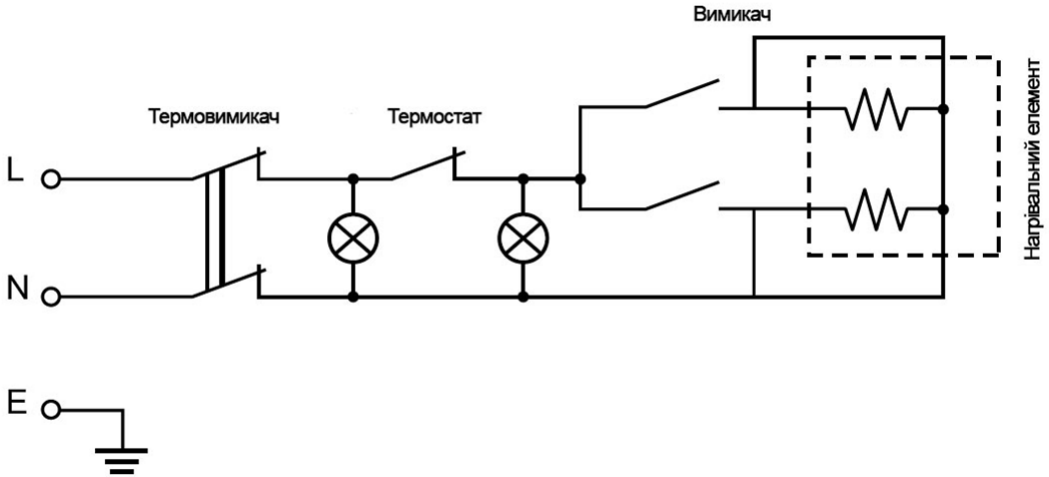 Вимикач
Термовимикач
Термостат
Нагрівальний елемент
L
N
E